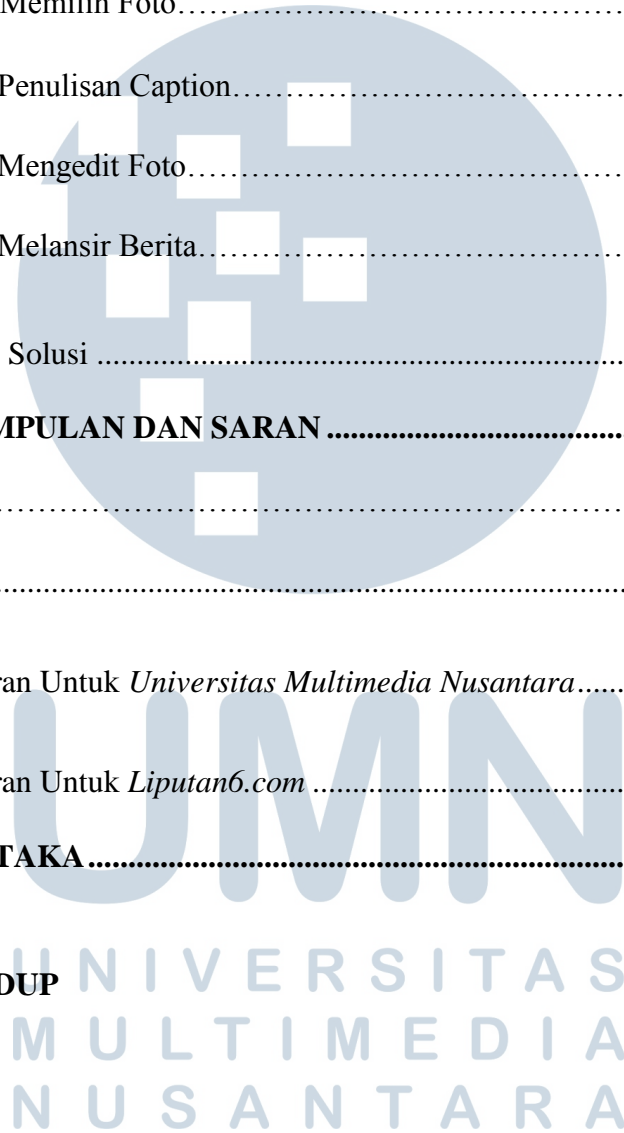 Memilih Foto……………………………………………
Penulisan Caption…………………………………………
Mengedit Foto……………………………………………
Melansir Berita……………………………………………
Solusi ......................................................................
MPULAN DAN SARAN ......................................
……………………………………………………………
..............................................................................
ran Untuk Universitas Multimedia Nusantara......
ran Untuk Liputan6.com .......................................
TAKA ....................................................................
DUP
UMN
UNIVERSITAS
MULTIMEDIA
NUSANTARA